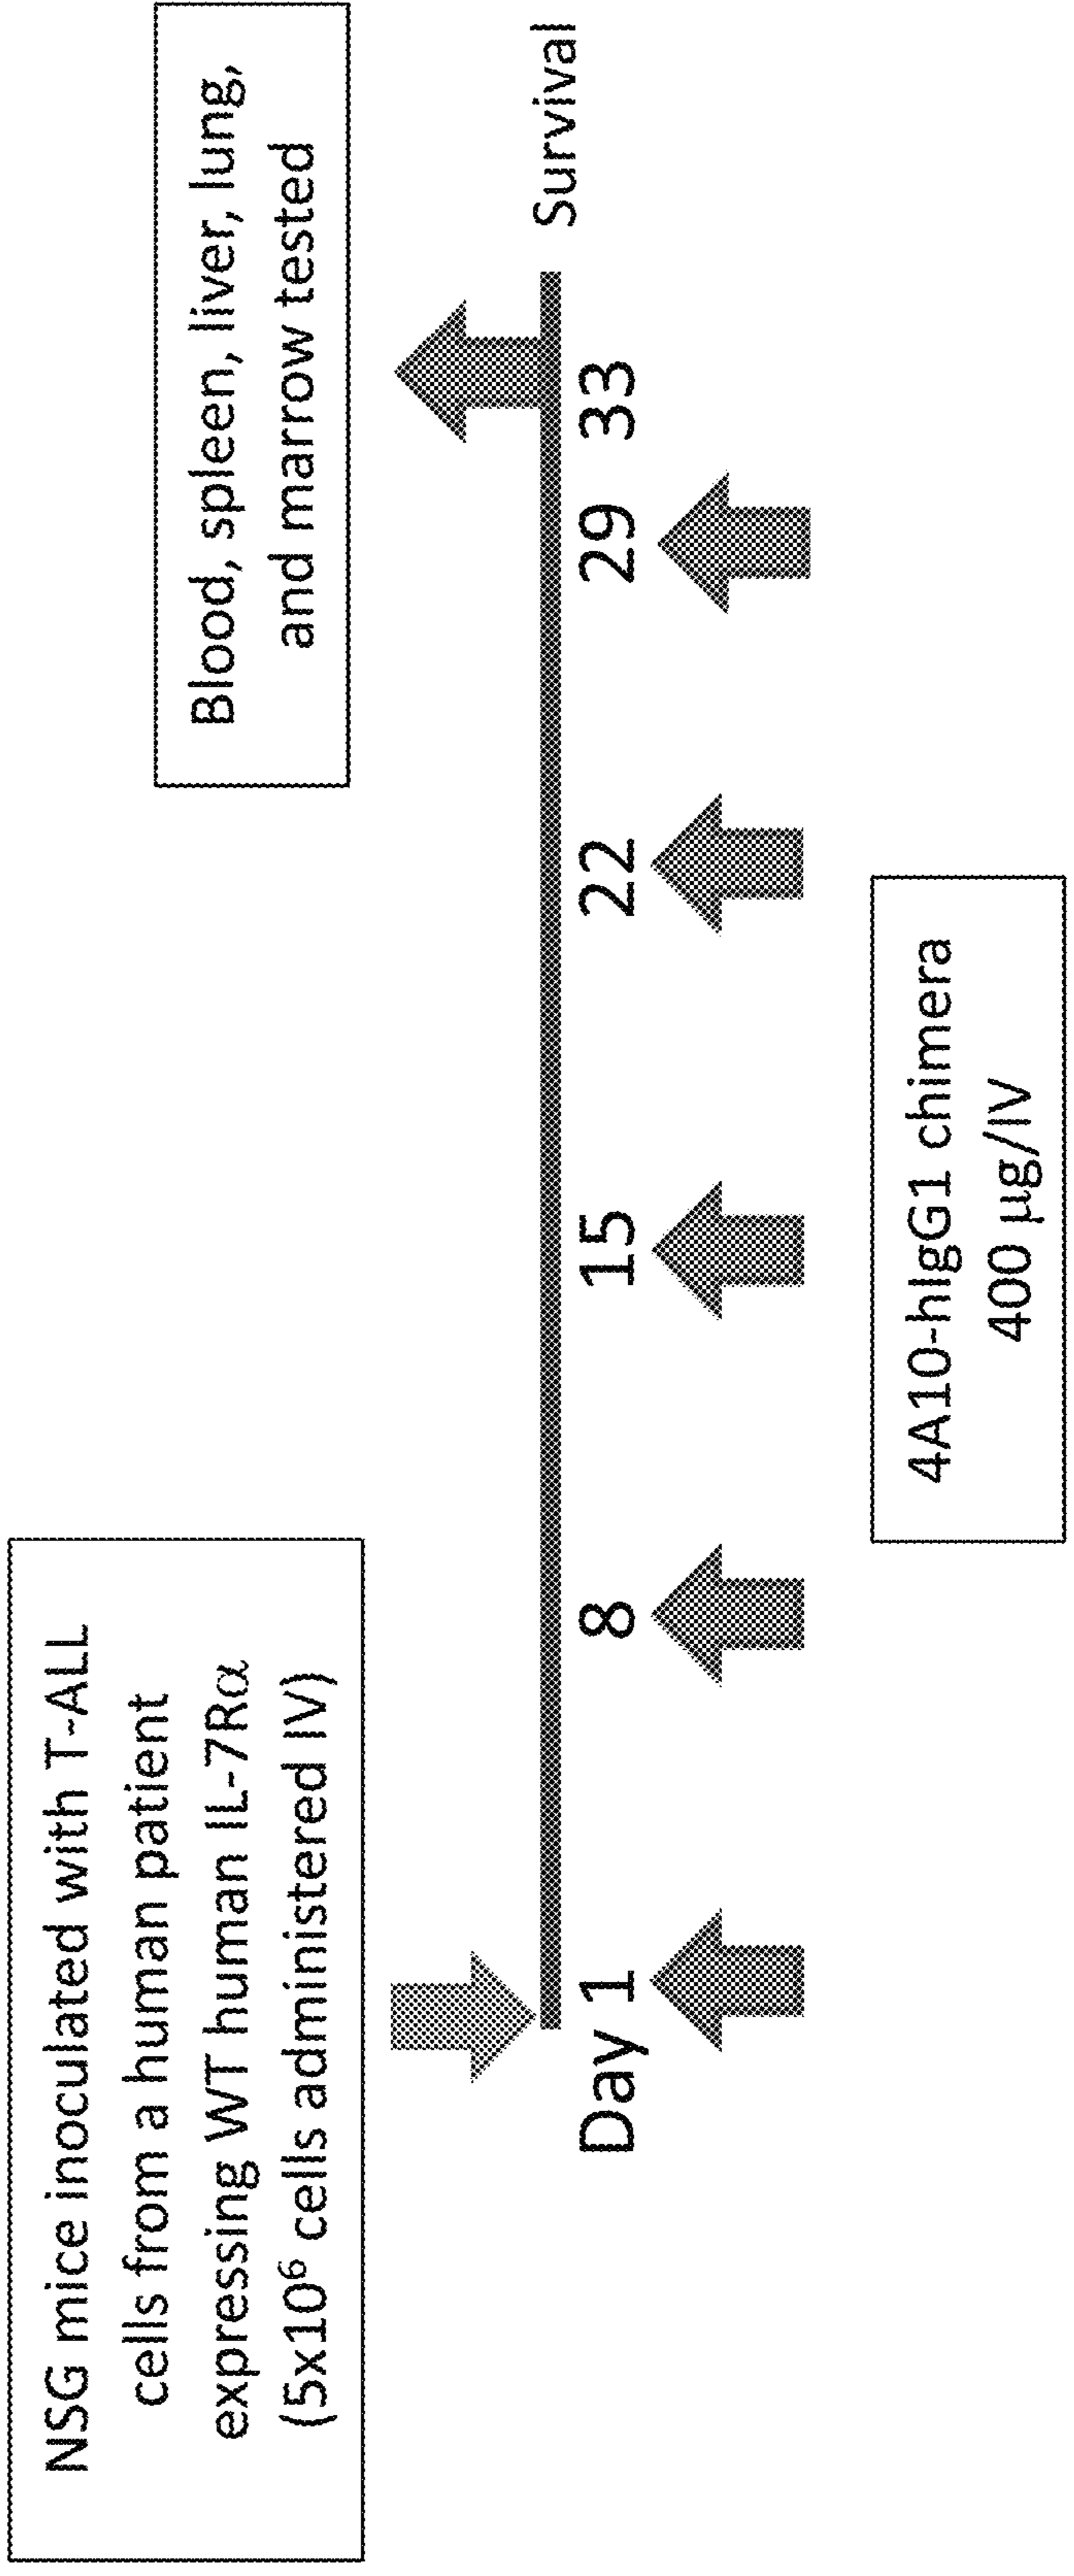 NSG mice inoculated with T-ALL
cells from a human patient
expressing WT human IL-7Rα
(5x10⁶ cells administered IV)
Blood, spleen, liver, lung,
and marrow tested
Survival
Day 1 8 15 22 29 33
4A10-hIgG1 chimera
400 µg/IV